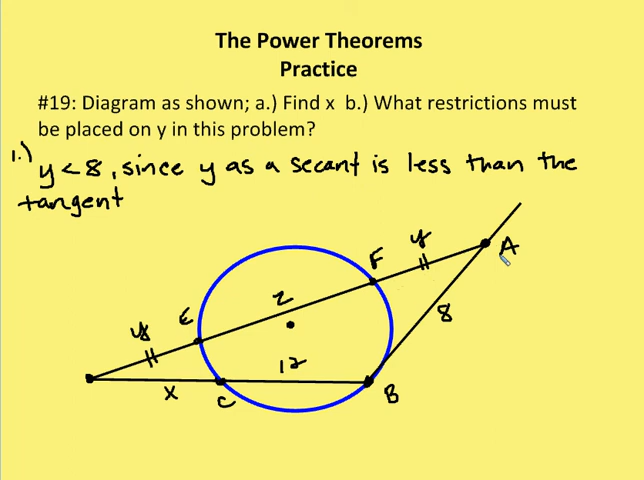 The Power Theorems
Practice
#19: Diagram as shown; a.) Find x b.) What restrictions must
be placed on y in this problem?
1.)
y < 8, since y as a secant is less than the
tangent
y
A
F
z
E
y
8
12
x
C
B